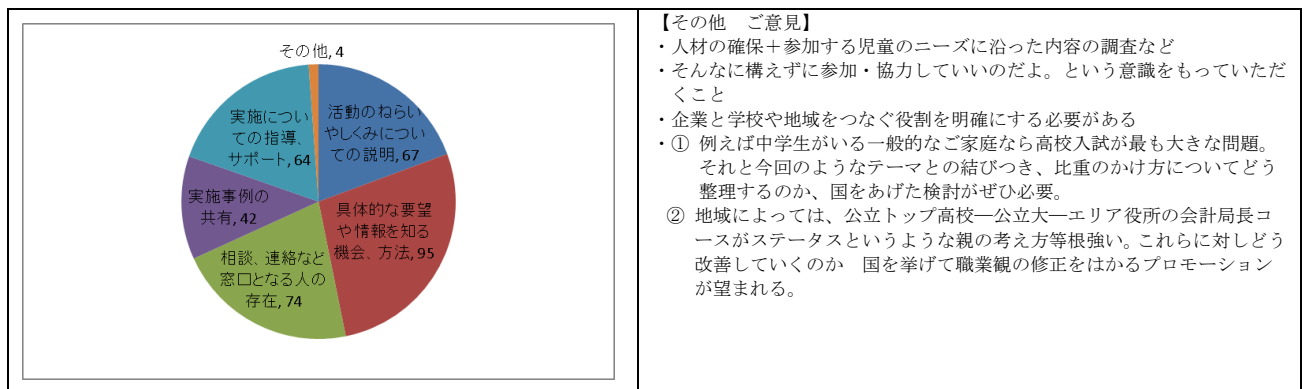 その他, 4
活動のねらい
やしくみについ
ての説明, 67
具体的な要望
や情報を知る
機会、方法, 95
相談、連絡など
窓口となる人の
存在, 74
実施事例の
共有, 42
実施につい
ての指導、
サポート, 64
【その他　ご意見】
・人材の確保＋参加する児童のニーズに沿った内容の調査など
・そんなに構えずに参加・協力していいのだよ。という意識をもっていただ
くこと
・企業と学校や地域をつなぐ役割を明確にする必要がある
・① 例えば中学生がいる一般的なご家庭なら高校入試が最も大きな問題。
それと今回のようなテーマとの結びつき、比重のかけ方についてどう
整理するのか、国をあげた検討がぜひ必要。
② 地域によっては、公立トップ高校―公立大―エリア役所の会計局長コ
ースがステータスというような親の考え方等根強い。これらに対しどう
改善していくのか　国を挙げて職業観の修正をはかるプロモーション
が望まれる。